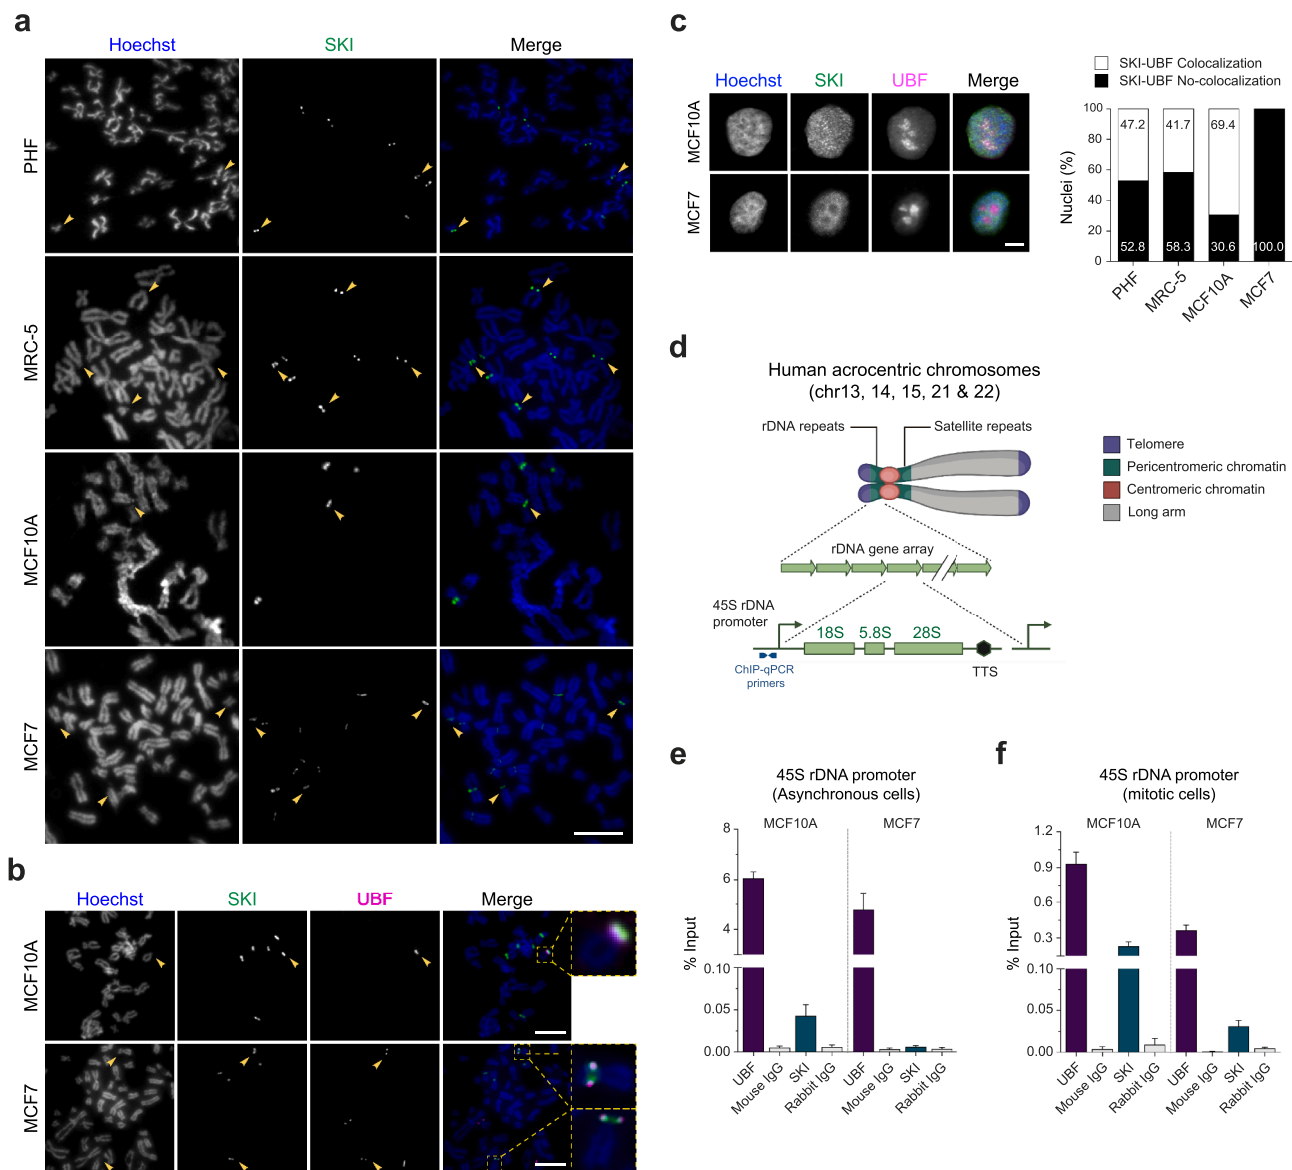 a
Hoechst SKI Merge
PHF
MRC-5
MCF10A
MCF7
b
Hoechst SKI UBF Merge
MCF10A
MCF7
c
SKI-UBF Colocalization
SKI-UBF No-colocalization
Hoechst SKI UBF Merge
MCF10A
MCF7
Nuclei (%)
100
80
60
40
20
0
47.2 41.7 69.4
52.8 58.3 30.6 100.0
PHF MRC-5 MCF10A MCF7
d
Human acrocentric chromosomes
(chr13, 14, 15, 21 & 22)
rDNA repeats Satellite repeats
Telomere
Pericentromeric chromatin
Centromeric chromatin
Long arm
rDNA gene array
45S rDNA
promoter
18S 5.8S 28S
ChIP-qPCR
primers
TTS
e
45S rDNA promoter
(Asynchronous cells)
MCF10A MCF7
% Input
8
6
4
0.10
0.05
0.00
UBF Mouse IgG SKI Rabbit IgG UBF Mouse IgG SKI Rabbit IgG
f
45S rDNA promoter
(mitotic cells)
MCF10A MCF7
% Input
1.2
0.9
0.6
0.3
0.10
0.05
0.00
UBF Mouse IgG SKI Rabbit IgG UBF Mouse IgG SKI Rabbit IgG